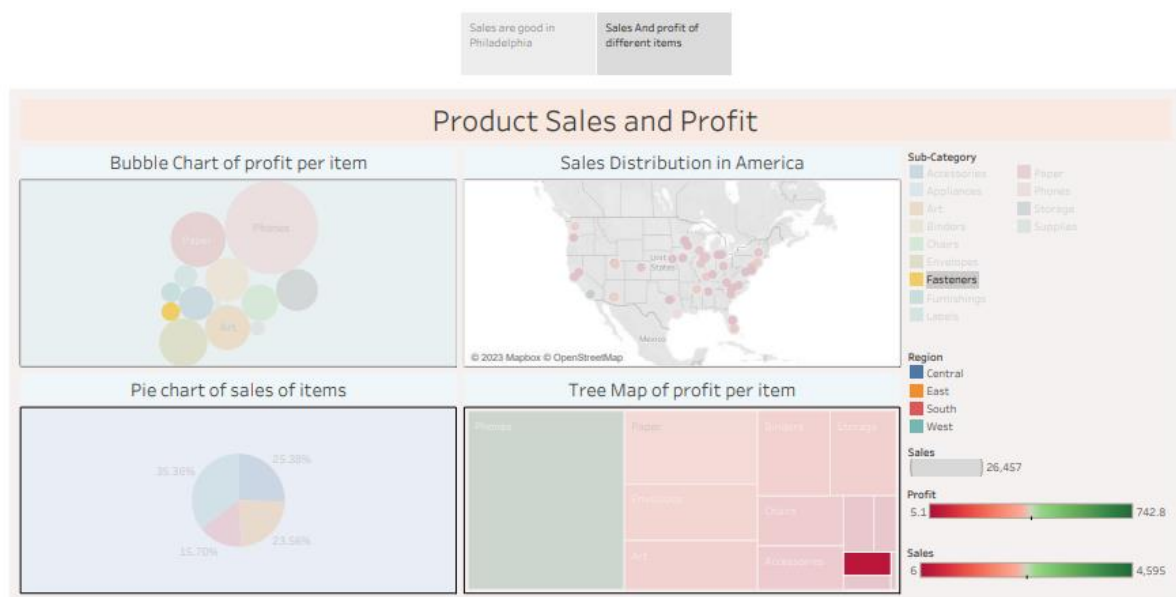 Sales are good in
Philadelphia
Sales And profit of
different items
Product Sales and Profit
Bubble Chart of profit per item
Sales Distribution in America
Phones
Paper
Art
United
States
Mexico
© 2023 Mapbox © OpenStreetMap
Pie chart of sales of items
Tree Map of profit per item
35.36%
25.38%
15.70%
23.56%
Phones
Paper
Binders
Storage
Envelopes
Chairs
Art
Accessories
Sub-Category
Accessories
Appliances
Art
Binders
Chairs
Envelopes
Fasteners
Furnishings
Labels
Paper
Phones
Storage
Supplies
Region
Central
East
South
West
Sales
26,457
Profit
5.1
742.8
Sales
6
4,595